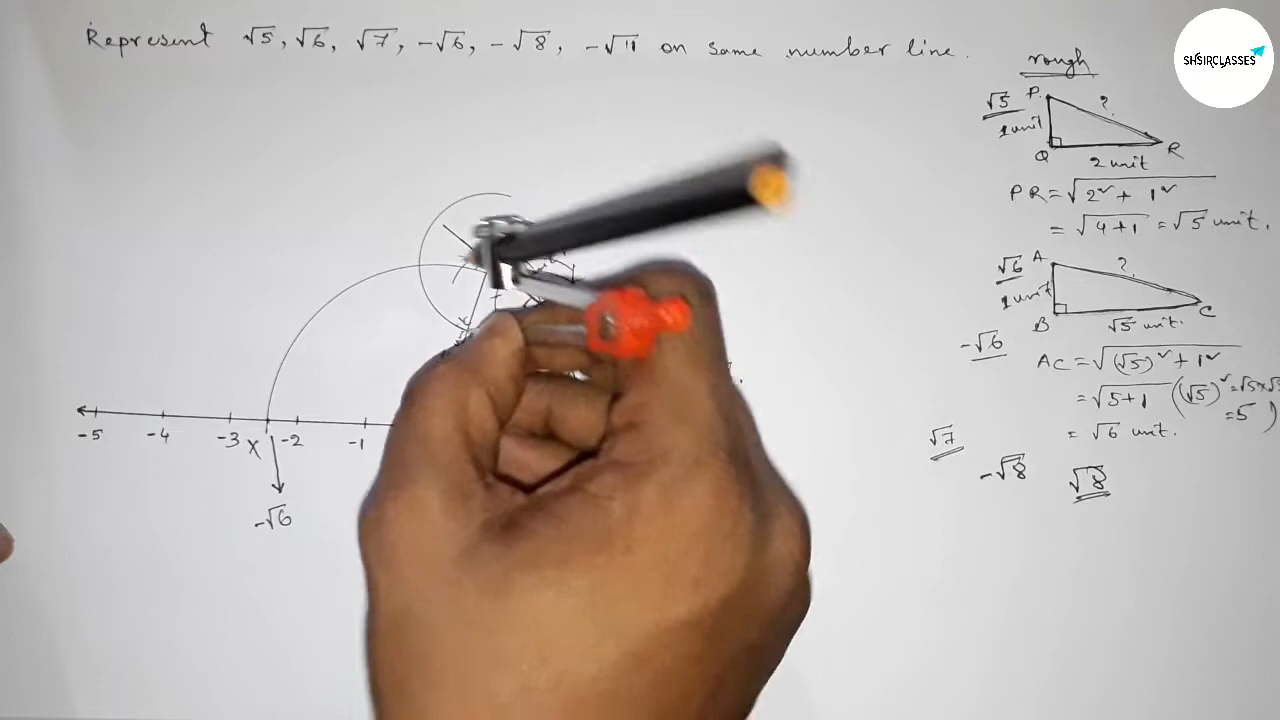 Represent √5, √6, √7, -√6, -√8, -√11 on same number line.
SHSIRCLASSES
rough
√5
P
?
1 unit
Q
R
2 unit
PR = √2² + 1²
= √4+1 = √5 unit.
√6
A
?
1 unit
B
C
√5 unit.
-√6
AC = √(√5)² + 1²
= √5+1 ((√5)² = √5×√5
= 5)
= √6 unit.
√7
-√8
√8
-5 -4 -3 X -2 -1
-√6